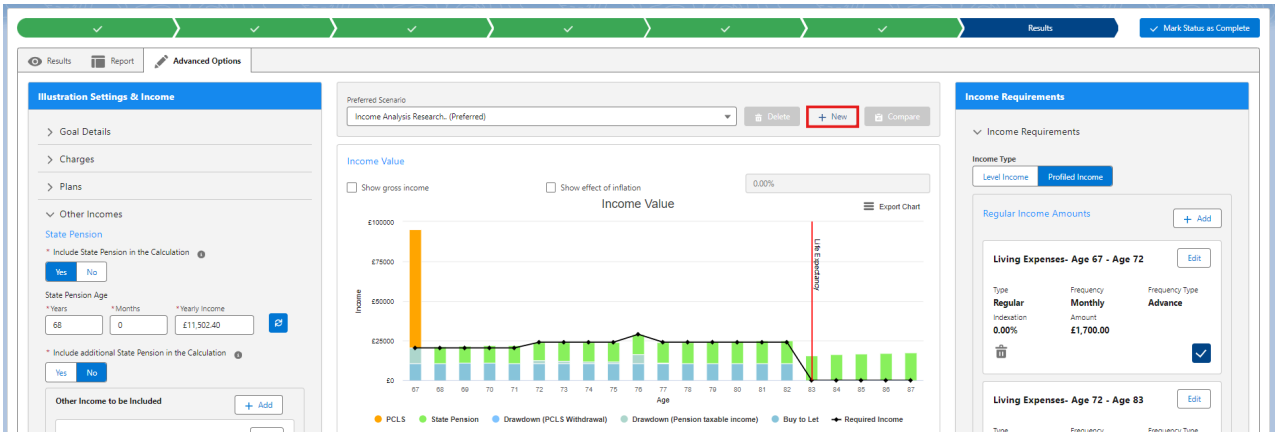 Results
Mark Status as Complete
Results
Report
Advanced Options
Illustration Settings & Income
Goal Details
Charges
Plans
Other Incomes
State Pension
* Include State Pension in the Calculation
Yes No
State Pension Age
*Years *Months *Yearly Income
68 0 £11,502.40
* Include additional State Pension in the Calculation
Yes No
Other Income to be Included
+ Add
Preferred Scenario
Income Analysis Research.. (Preferred)
Delete
+ New
Compare
Income Value
Show gross income
Show effect of inflation
0.00%
Income Value
Export Chart
£100000
£75000
£50000
£25000
£0
Income
Life Expectancy
67 68 69 70 71 72 73 74 75 76 77 78 79 80 81 82 83 84 85 86 87
Age
PCLS State Pension Drawdown (PCLS Withdrawal) Drawdown (Pension taxable income) Buy to Let Required Income
Income Requirements
Income Requirements
Income Type
Level Income Profiled Income
Regular Income Amounts
+ Add
Living Expenses- Age 67 - Age 72
Edit
Type Frequency Frequency Type
Regular Monthly Advance
Indexation Amount
0.00% £1,700.00
Living Expenses- Age 72 - Age 83
Edit
Type Frequency Frequency Type